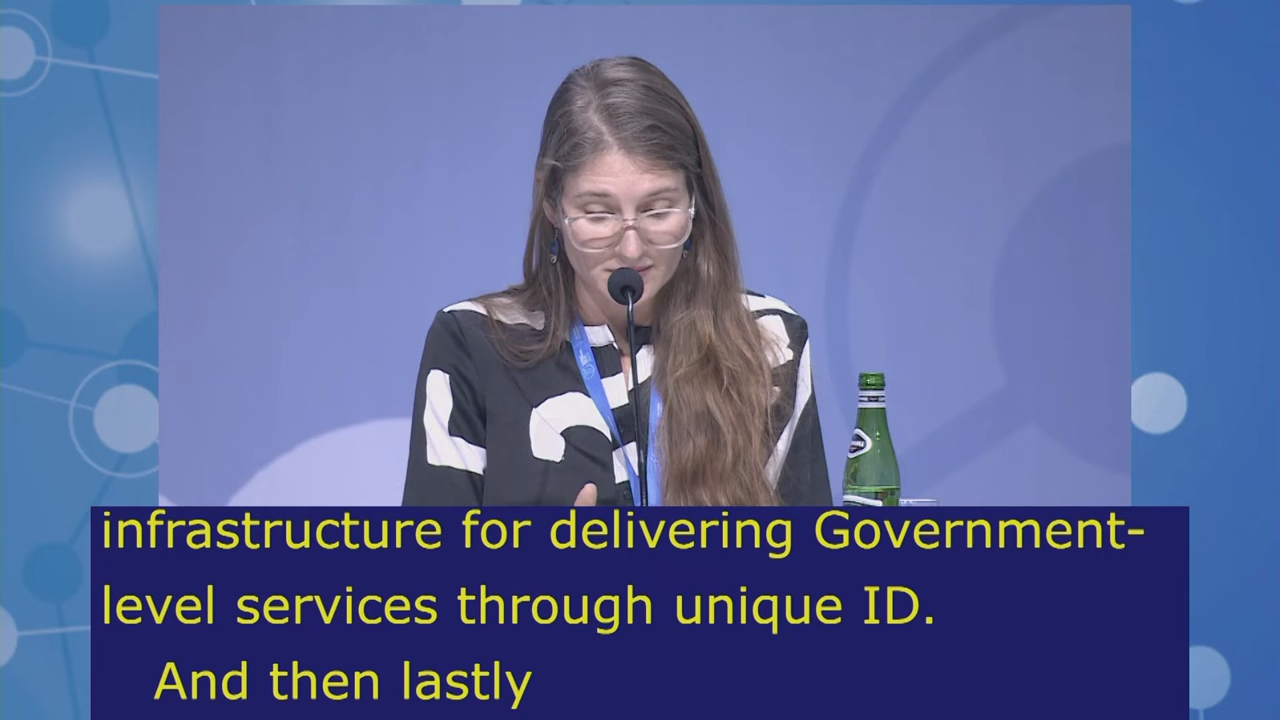 infrastructure for delivering Government-
level services through unique ID.
And then lastly